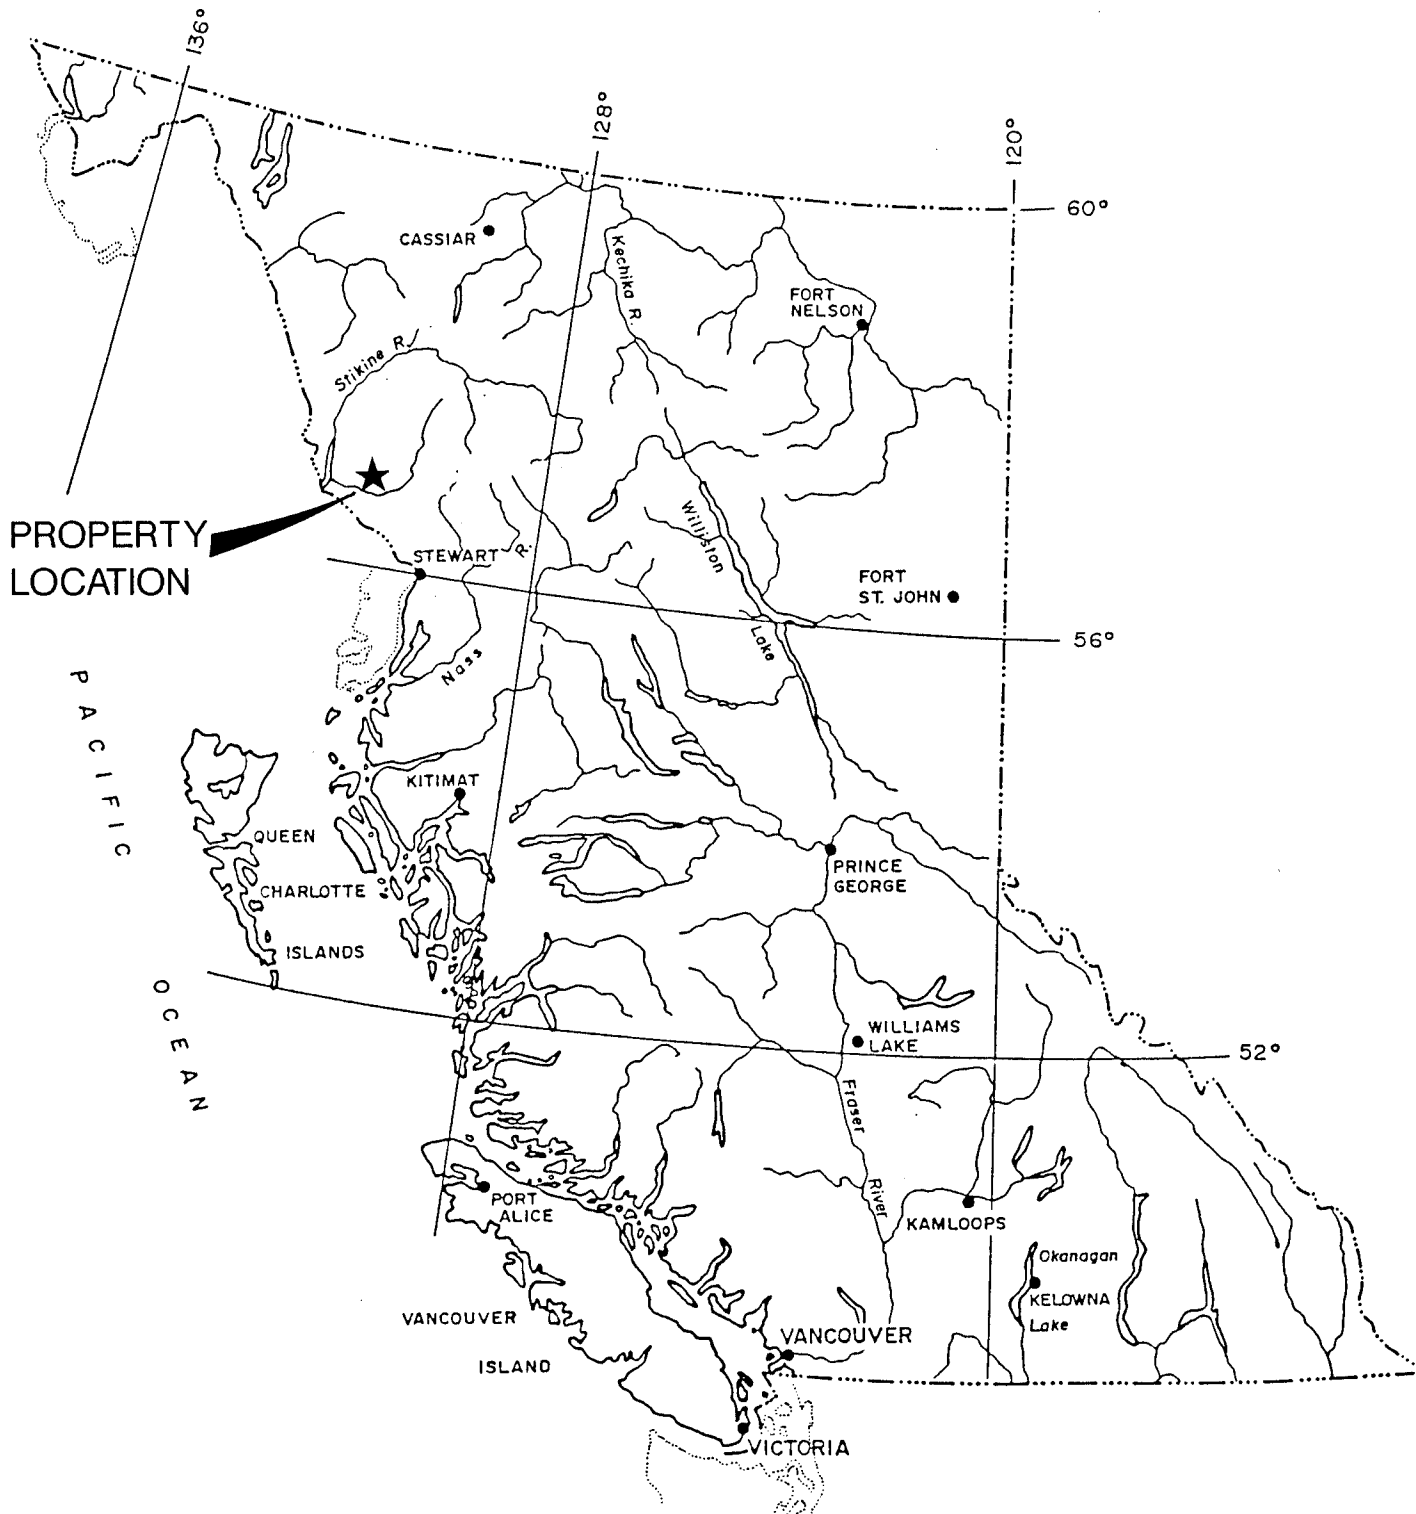 136°
128°
120°
60°
CASSIAR
Kechika R.
FORT
NELSON
Stikine R.
PROPERTY
LOCATION
STEWART
R.
Williston
FORT
ST. JOHN
56°
Lake
Nass
PACIFIC
KITIMAT
QUEEN
CHARLOTTE
ISLANDS
PRINCE
GEORGE
OCEAN
WILLIAMS
LAKE
52°
Fraser
River
PORT
ALICE
KAMLOOPS
Okanagan
KELOWNA
Lake
VANCOUVER
ISLAND
VANCOUVER
VICTORIA